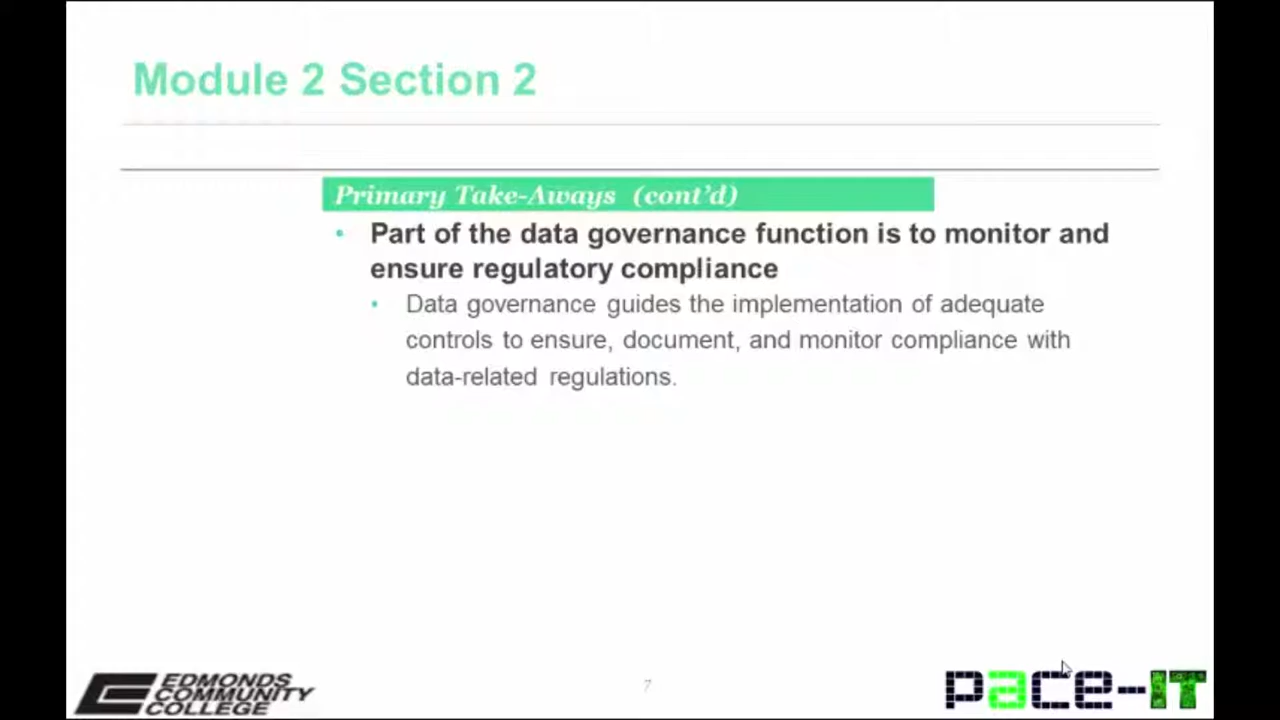 Module 2 Section 2
Primary Take-Aways (cont'd)
• Part of the data governance function is to monitor and
ensure regulatory compliance
• Data governance guides the implementation of adequate
controls to ensure, document, and monitor compliance with
data-related regulations.
EDMONDS
COMMUNITY
COLLEGE
7
pace-IT